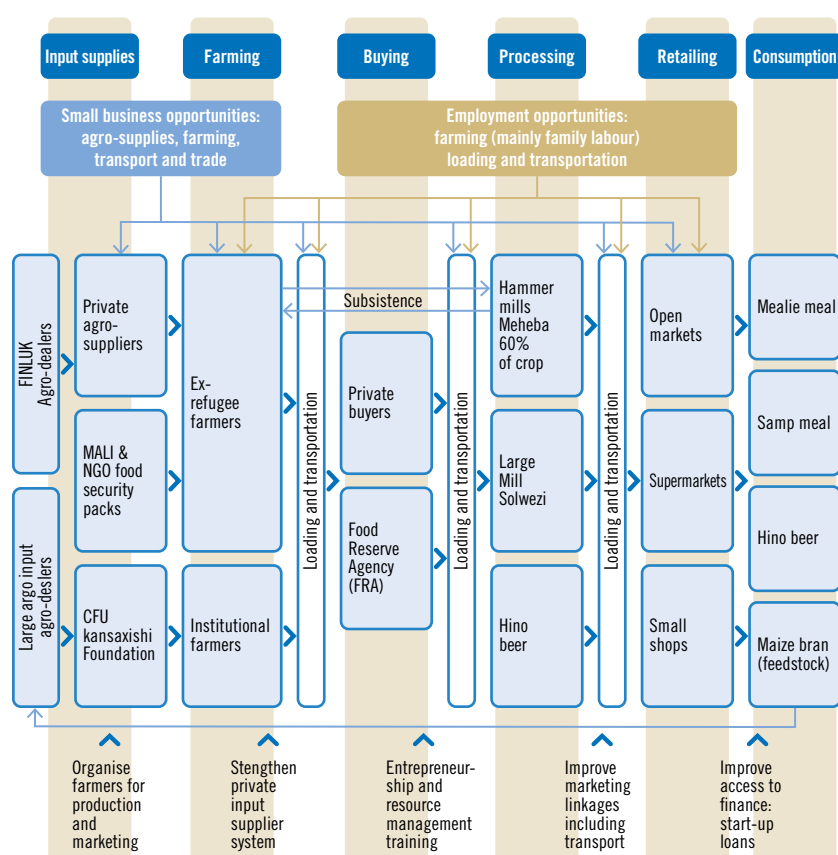 Input supplies
Farming
Buying
Processing
Retailing
Consumption
Small business opportunities:
agro-supplies, farming,
transport and trade
Employment opportunities:
farming (mainly family labour)
loading and transportation
FINLUK
Agro-dealers
Large argo input
agro-deslers
Private
agro-
suppliers
MALI &
NGO food
security
packs
CFU
kansaxishi
Foundation
Ex-
refugee
farmers
Institutional
farmers
Loading and transportation
Subsistence
Private
buyers
Food
Reserve
Agency
(FRA)
Loading and transportation
Hammer
mills
Meheba
60%
of crop
Large
Mill
Solwezi
Hino
beer
Loading and transportation
Open
markets
Supermarkets
Small
shops
Mealie meal
Samp meal
Hino beer
Maize bran
(feedstock)
Organise
farmers for
production
and
marketing
Stengthen
private
input
supplier
system
Entrepreneur-
ship and
resource
management
training
Improve
marketing
linkages
including
transport
Improve
access to
finance:
start-up
loans